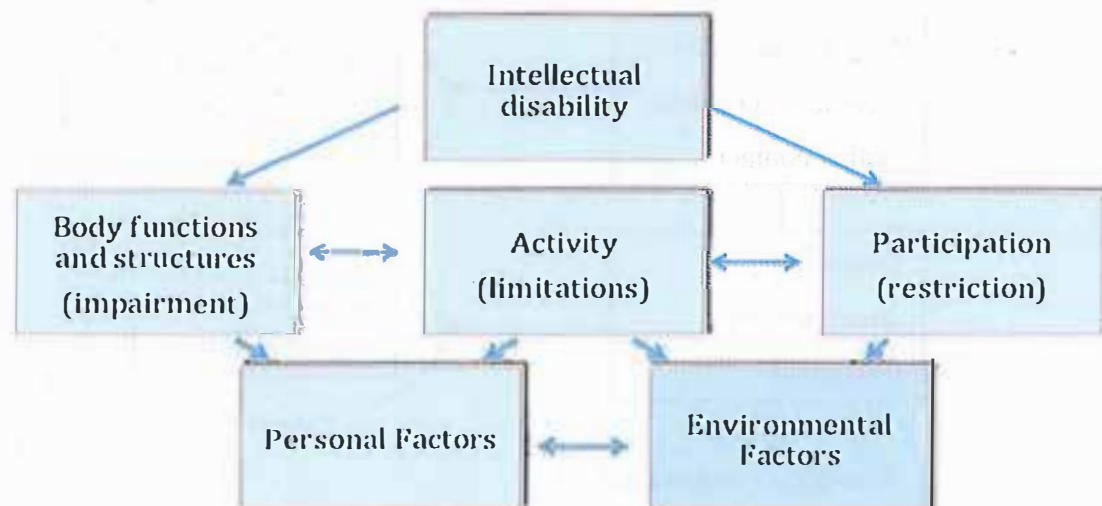 Intellectual
disability
Body functions
and structures
(impairment)
Activity
(limitations)
Participation
(restriction)
Personal Factors
Environmental
Factors